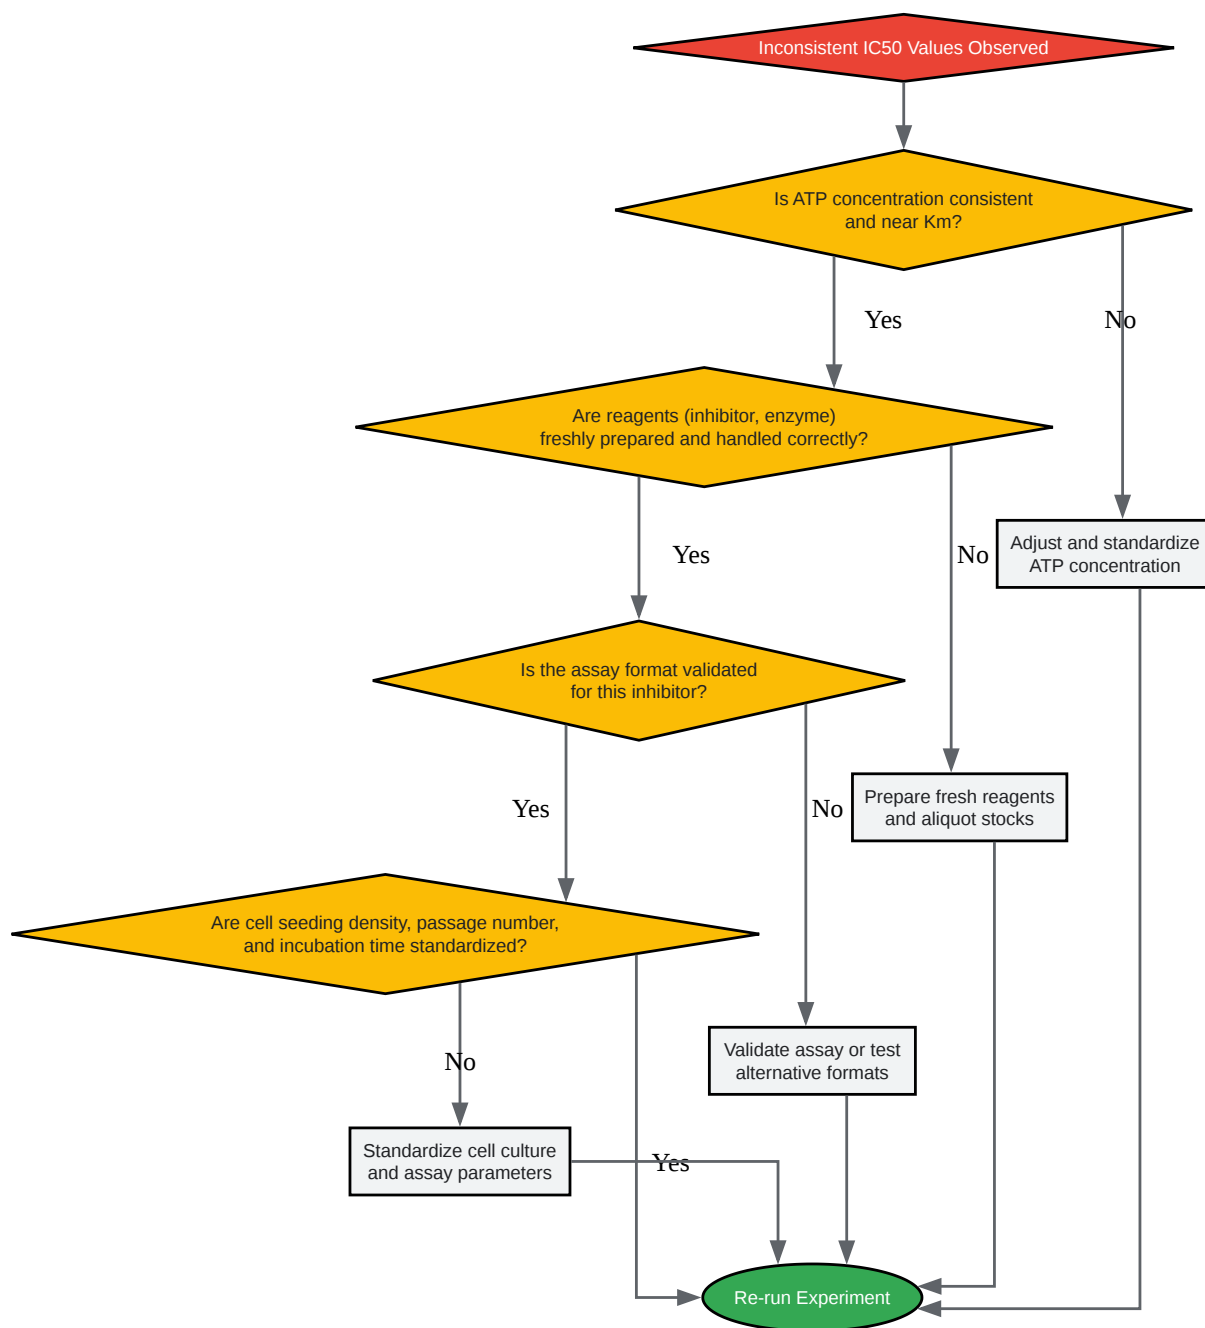 Inconsistent IC50 Values Observed
Is ATP concentration consistent
and near Km?
Yes
No
Are reagents (inhibitor, enzyme)
freshly prepared and handled correctly?
Yes
No
Adjust and standardize
ATP concentration
Is the assay format validated
for this inhibitor?
Yes
No
Prepare fresh reagents
and aliquot stocks
Are cell seeding density, passage number,
and incubation time standardized?
No
Validate assay or test
alternative formats
Standardize cell culture
and assay parameters
Yes
Re-run Experiment